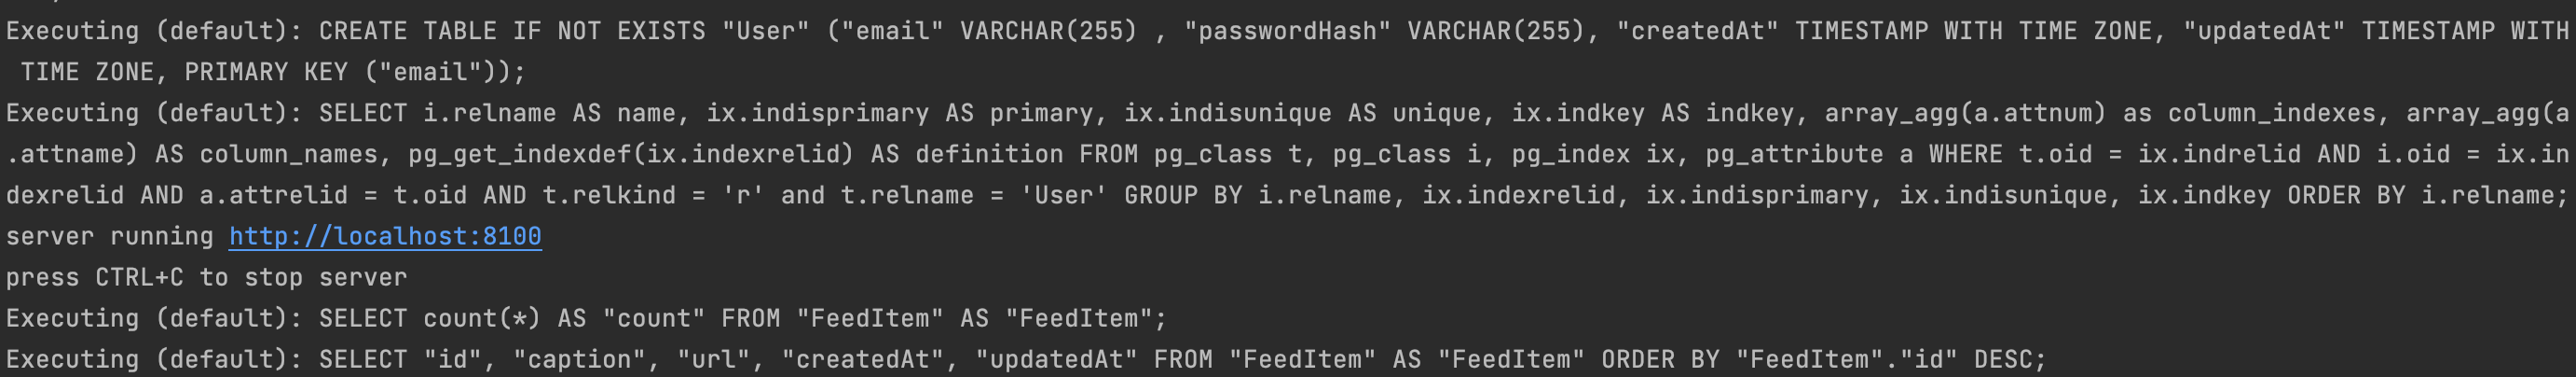 Executing (default): CREATE TABLE IF NOT EXISTS "User" ("email" VARCHAR(255) , "passwordHash" VARCHAR(255), "createdAt" TIMESTAMP WITH TIME ZONE, "updatedAt" TIMESTAMP WITH
 TIME ZONE, PRIMARY KEY ("email"));
Executing (default): SELECT i.relname AS name, ix.indisprimary AS primary, ix.indisunique AS unique, ix.indkey AS indkey, array_agg(a.attnum) as column_indexes, array_agg(a
.attname) AS column_names, pg_get_indexdef(ix.indexrelid) AS definition FROM pg_class t, pg_class i, pg_index ix, pg_attribute a WHERE t.oid = ix.indrelid AND i.oid = ix.in
dexrelid AND a.attrelid = t.oid AND t.relkind = 'r' and t.relname = 'User' GROUP BY i.relname, ix.indexrelid, ix.indisprimary, ix.indisunique, ix.indkey ORDER BY i.relname;
server running http://localhost:8100
press CTRL+C to stop server
Executing (default): SELECT count(*) AS "count" FROM "FeedItem" AS "FeedItem";
Executing (default): SELECT "id", "caption", "url", "createdAt", "updatedAt" FROM "FeedItem" AS "FeedItem" ORDER BY "FeedItem"."id" DESC;